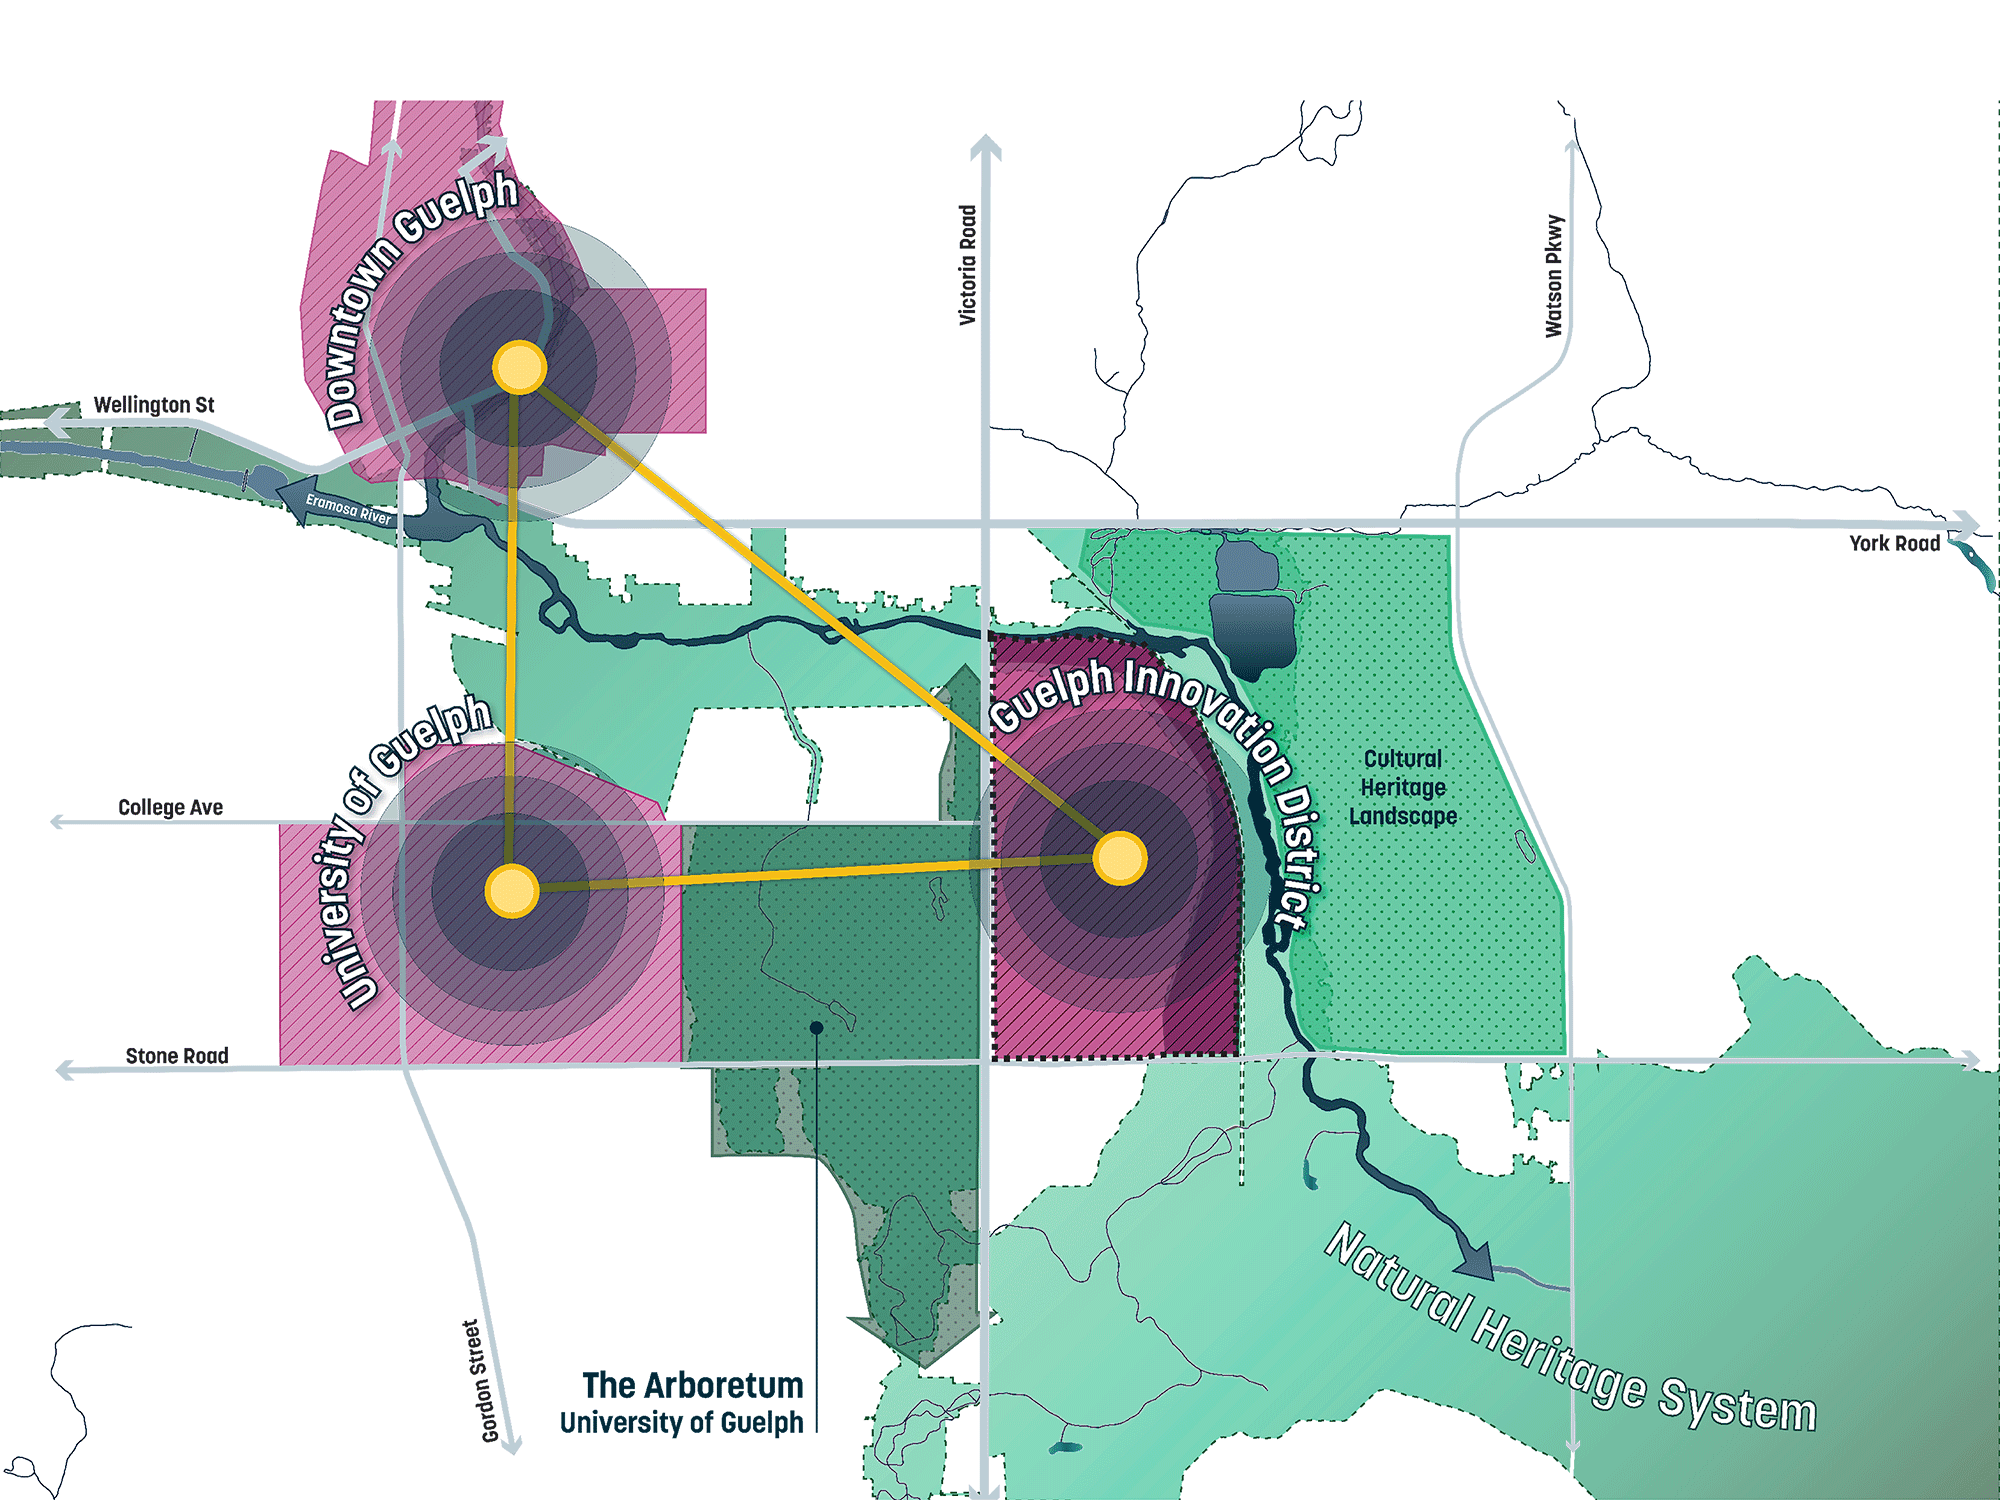 Downtown Guelph
Victoria Road
Watson Pkwy
Wellington St
Eramosa River
York Road
Guelph Innovation District
University of Guelph
Cultural
Heritage
Landscape
College Ave
Stone Road
Natural Heritage System
Gordon Street
The Arboretum
University of Guelph